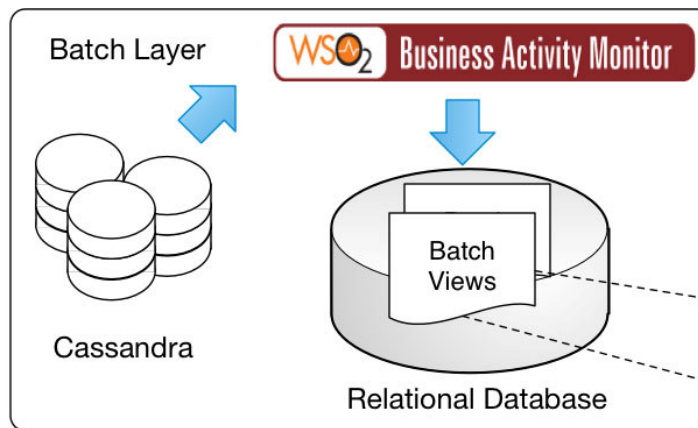 Batch Layer
WSO2 Business Activity Monitor
Batch
Views
Cassandra
Relational Database